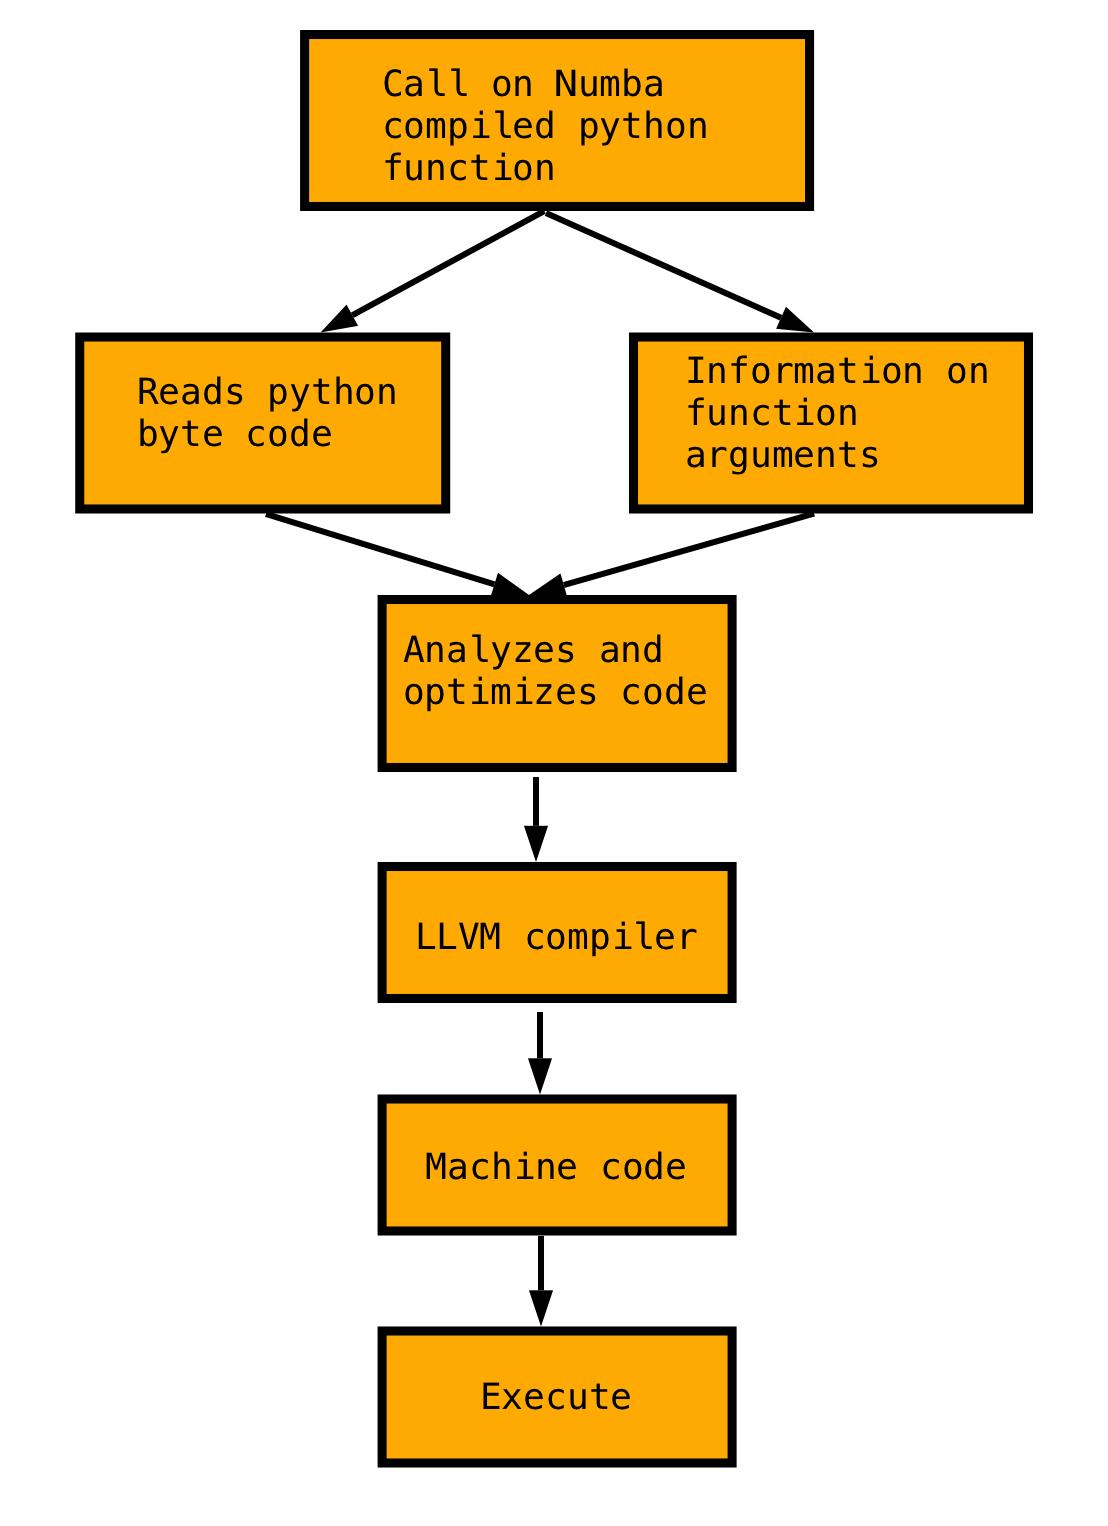 Call on Numba
compiled python
function
Reads python
byte code
Information on
function
arguments
Analyzes and
optimizes code
LLVM compiler
Machine code
Execute